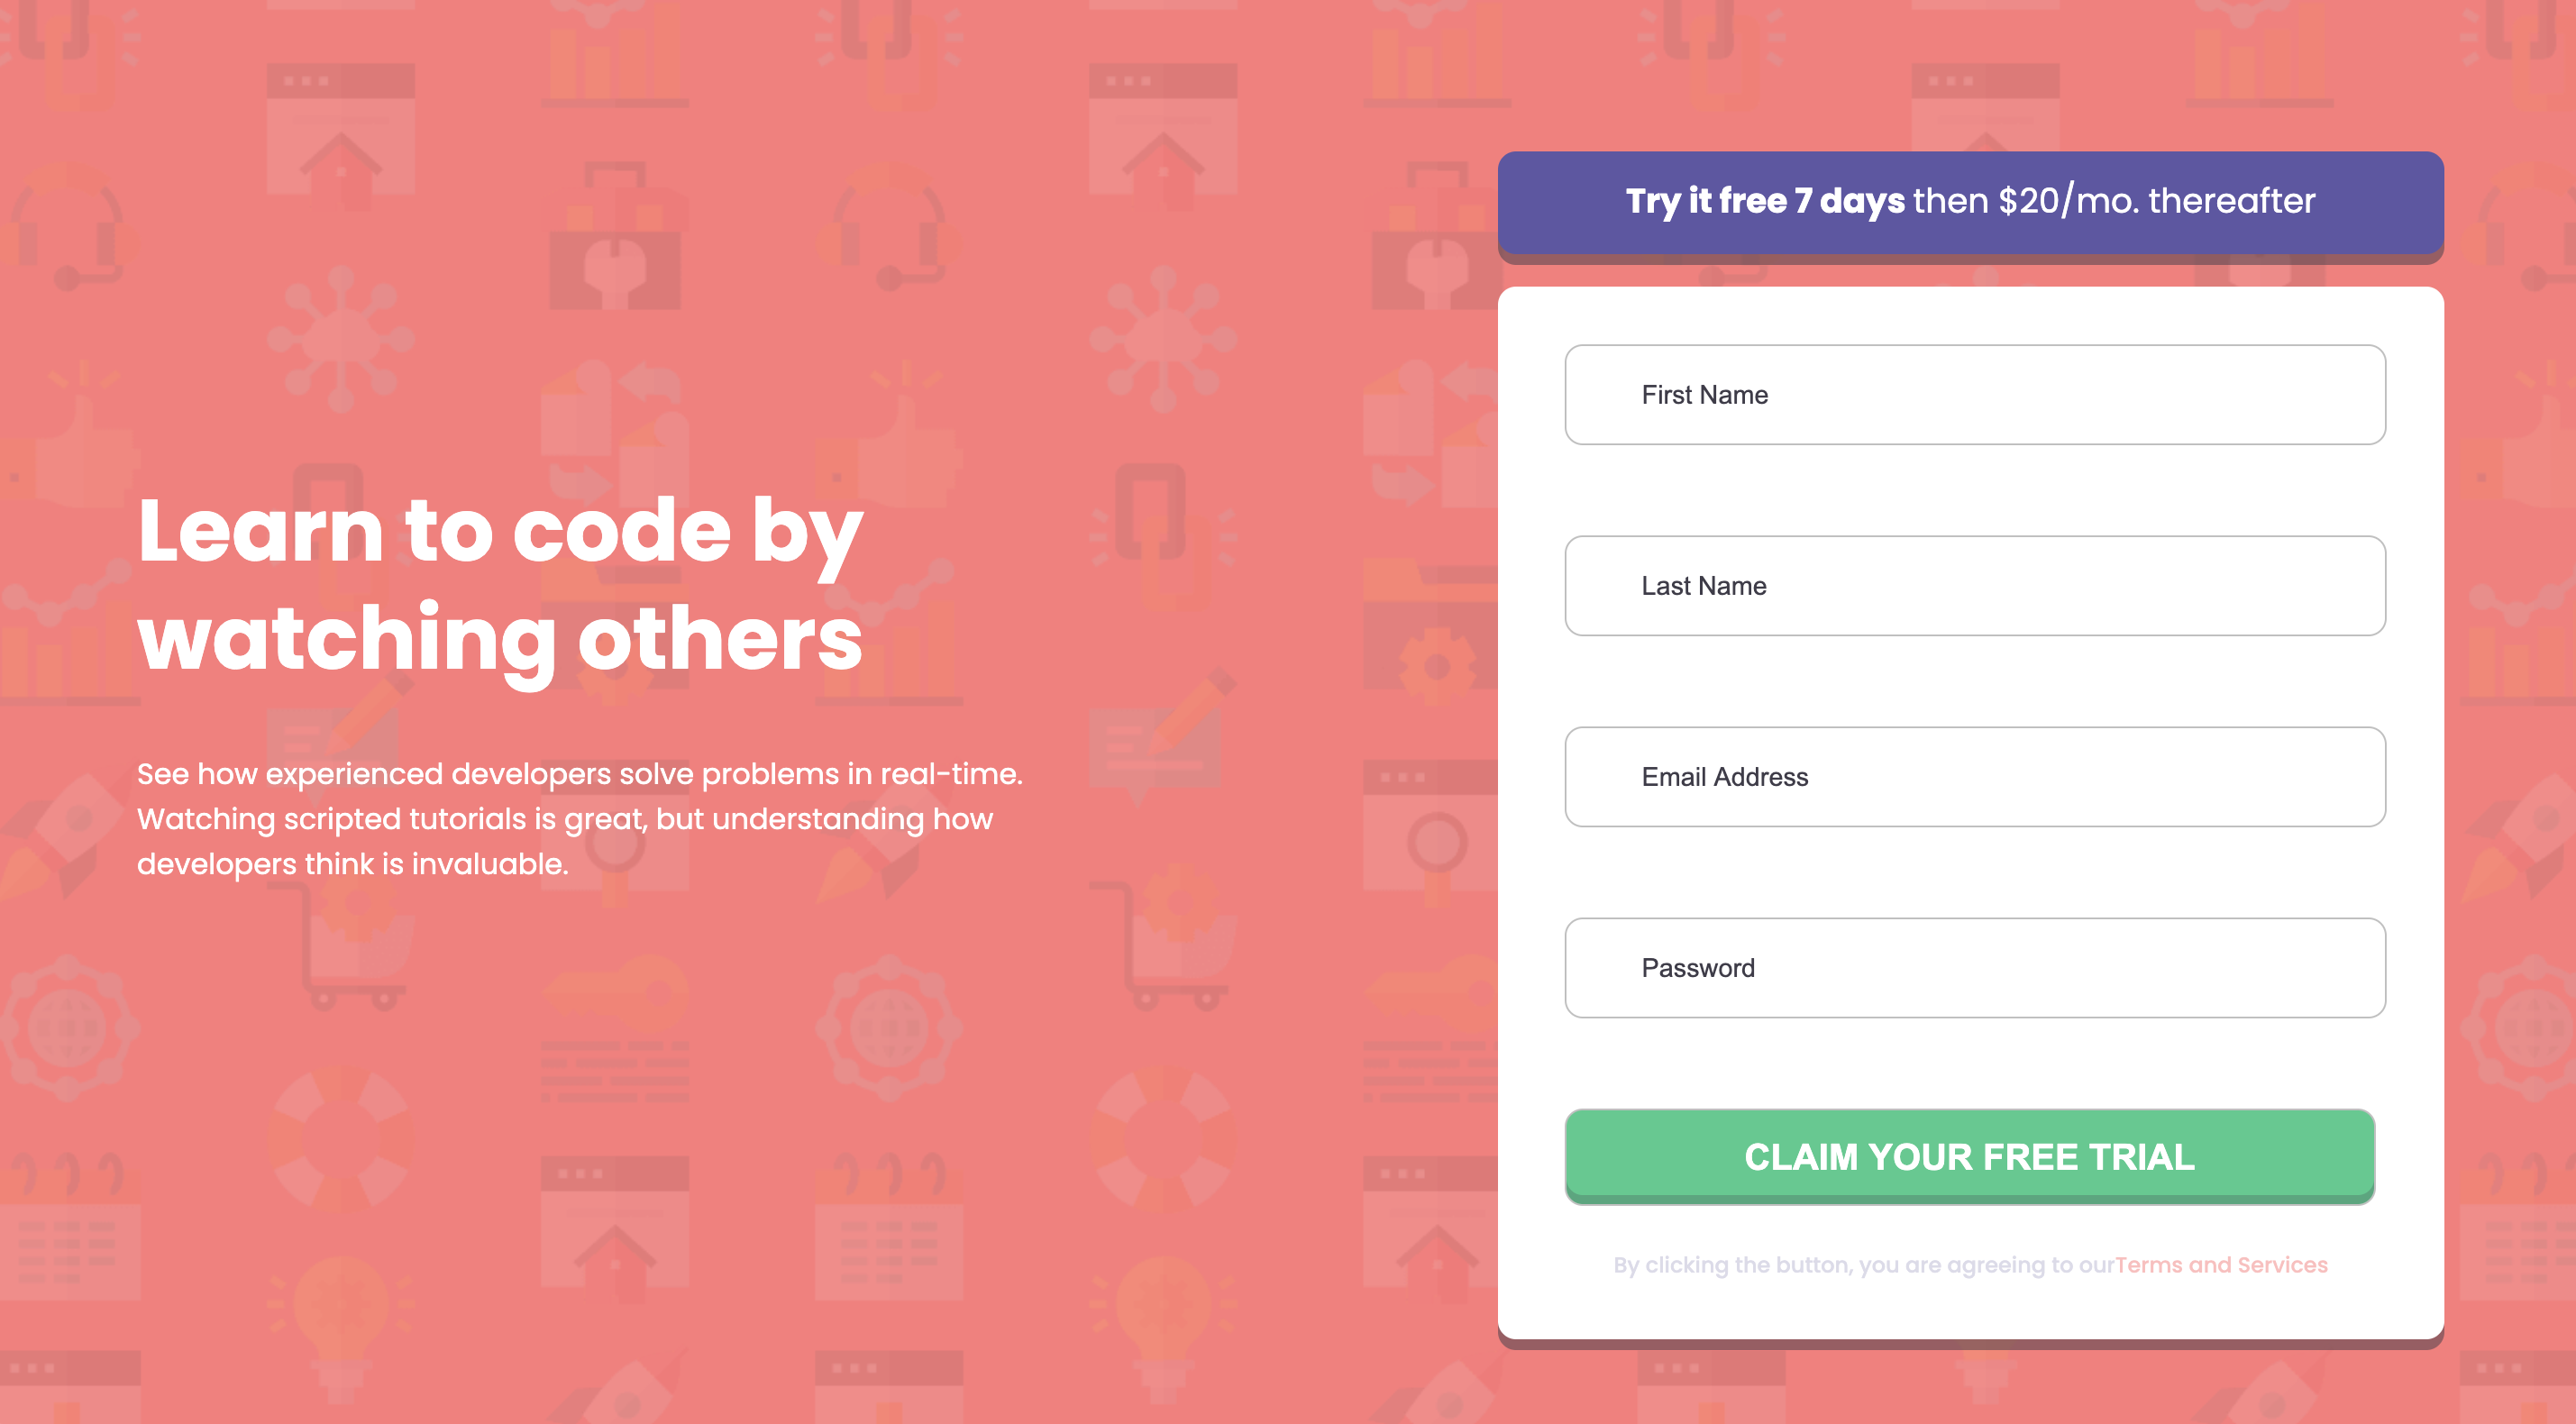 Learn to code by
watching others
See how experienced developers solve problems in real-time.
Watching scripted tutorials is great, but understanding how
developers think is invaluable.
Try it free 7 days then $20/mo. thereafter
First Name
Last Name
Email Address
Password
CLAIM YOUR FREE TRIAL
By clicking the button, you are agreeing to ourTerms and Services